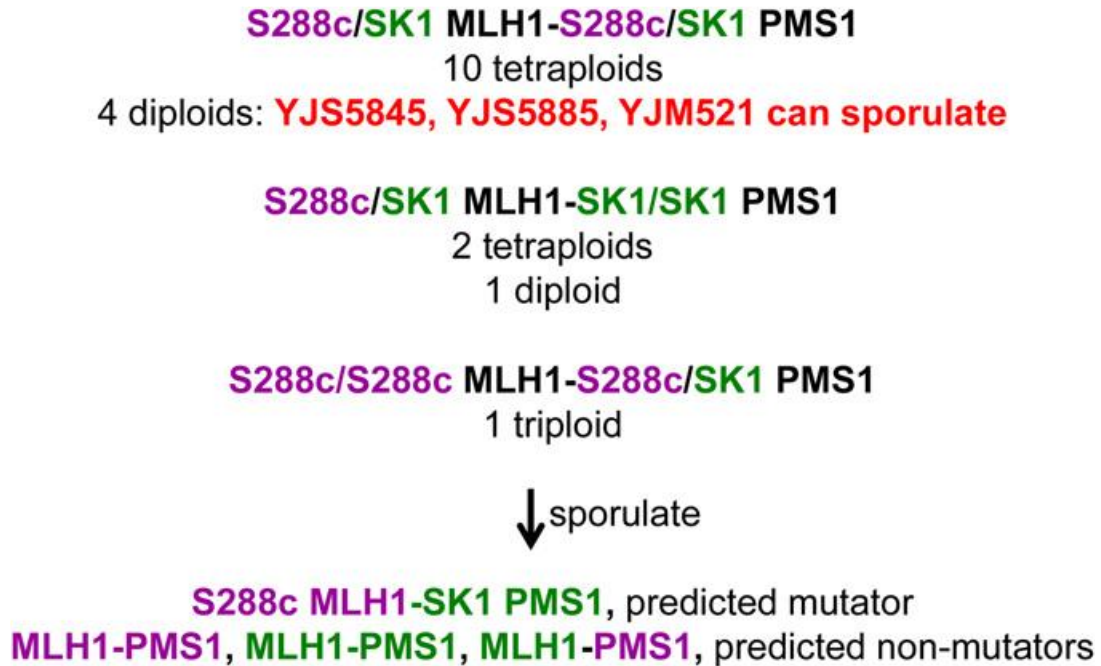 S288c/SK1 MLH1-S288c/SK1 PMS1
10 tetraploids
4 diploids: YJS5845, YJS5885, YJM521 can sporulate
S288c/SK1 MLH1-SK1/SK1 PMS1
2 tetraploids
1 diploid
S288c/S288c MLH1-S288c/SK1 PMS1
1 triploid
sporulate
S288c MLH1-SK1 PMS1, predicted mutator
MLH1-PMS1, MLH1-PMS1, MLH1-PMS1, predicted non-mutators